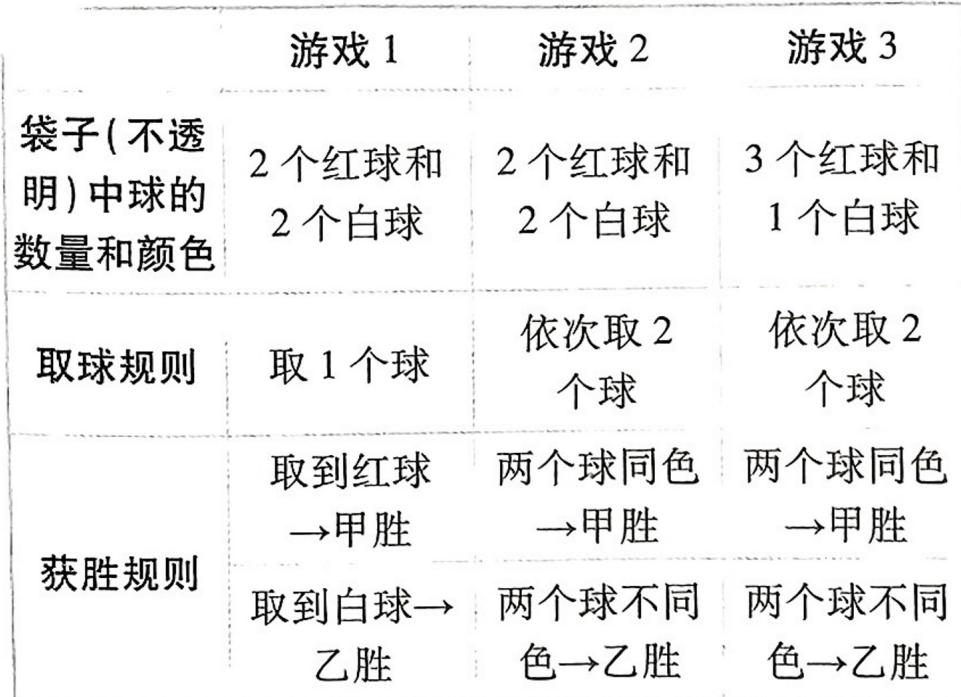 游戏 1 游戏 2 游戏 3
袋子(不透
明)中球的
数量和颜色
2 个红球和
2 个白球
2 个红球和
2 个白球
3 个红球和
1 个白球
取球规则
取 1 个球
依次取 2
个球
依次取 2
个球
获胜规则
取到红球
→甲胜
两个球同色
→甲胜
两个球同色
→甲胜
取到白球→
乙胜
两个球不同
色→乙胜
两个球不同
色→乙胜